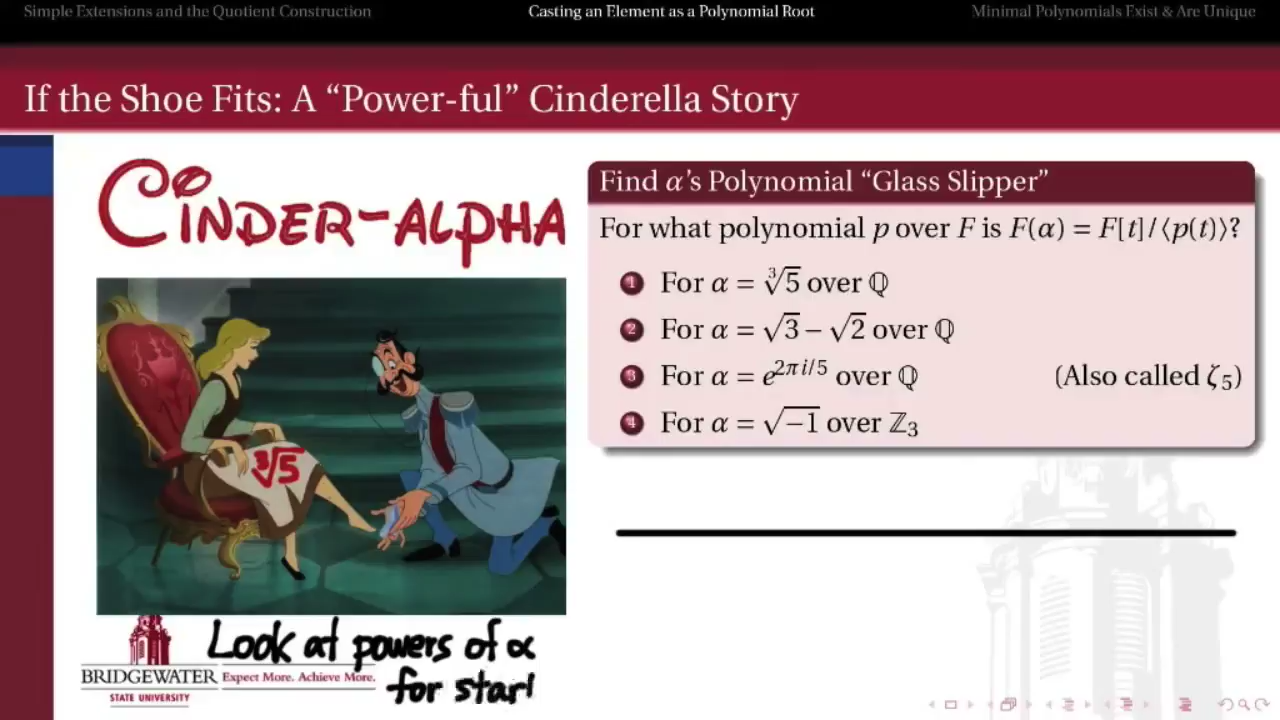 Simple Extensions and the Quotient Construction
Casting an Element as a Polynomial Root
Minimal Polynomials Exist & Are Unique
If the Shoe Fits: A “Power-ful” Cinderella Story
CINDER-ALPHA
∛5
Look at powers of α
for star!
BRIDGEWATER
STATE UNIVERSITY
Expect More. Achieve More.
Find α's Polynomial “Glass Slipper”
For what polynomial p over F is F(α) = F[t]/⟨p(t)⟩?
1 For α = ∛5 over ℚ
2 For α = √3 − √2 over ℚ
3 For α = e^{2πi/5} over ℚ (Also called ζ₅)
4 For α = √−1 over ℤ₃